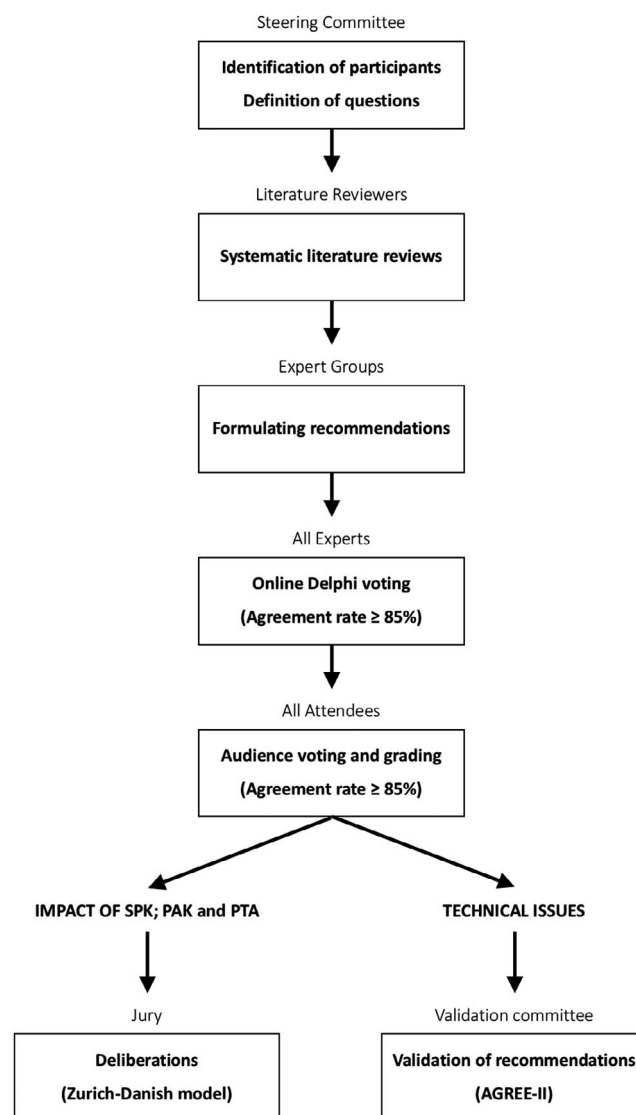 Steering Committee
Identification of participants
Definition of questions
Literature Reviewers
Systematic literature reviews
Expert Groups
Formulating recommendations
All Experts
Online Delphi voting
(Agreement rate ≥ 85%)
All Attendees
Audience voting and grading
(Agreement rate ≥ 85%)
IMPACT OF SPK; PAK and PTA
TECHNICAL ISSUES
Jury
Validation committee
Deliberations
(Zurich-Danish model)
Validation of recommendations
(AGREE-II)